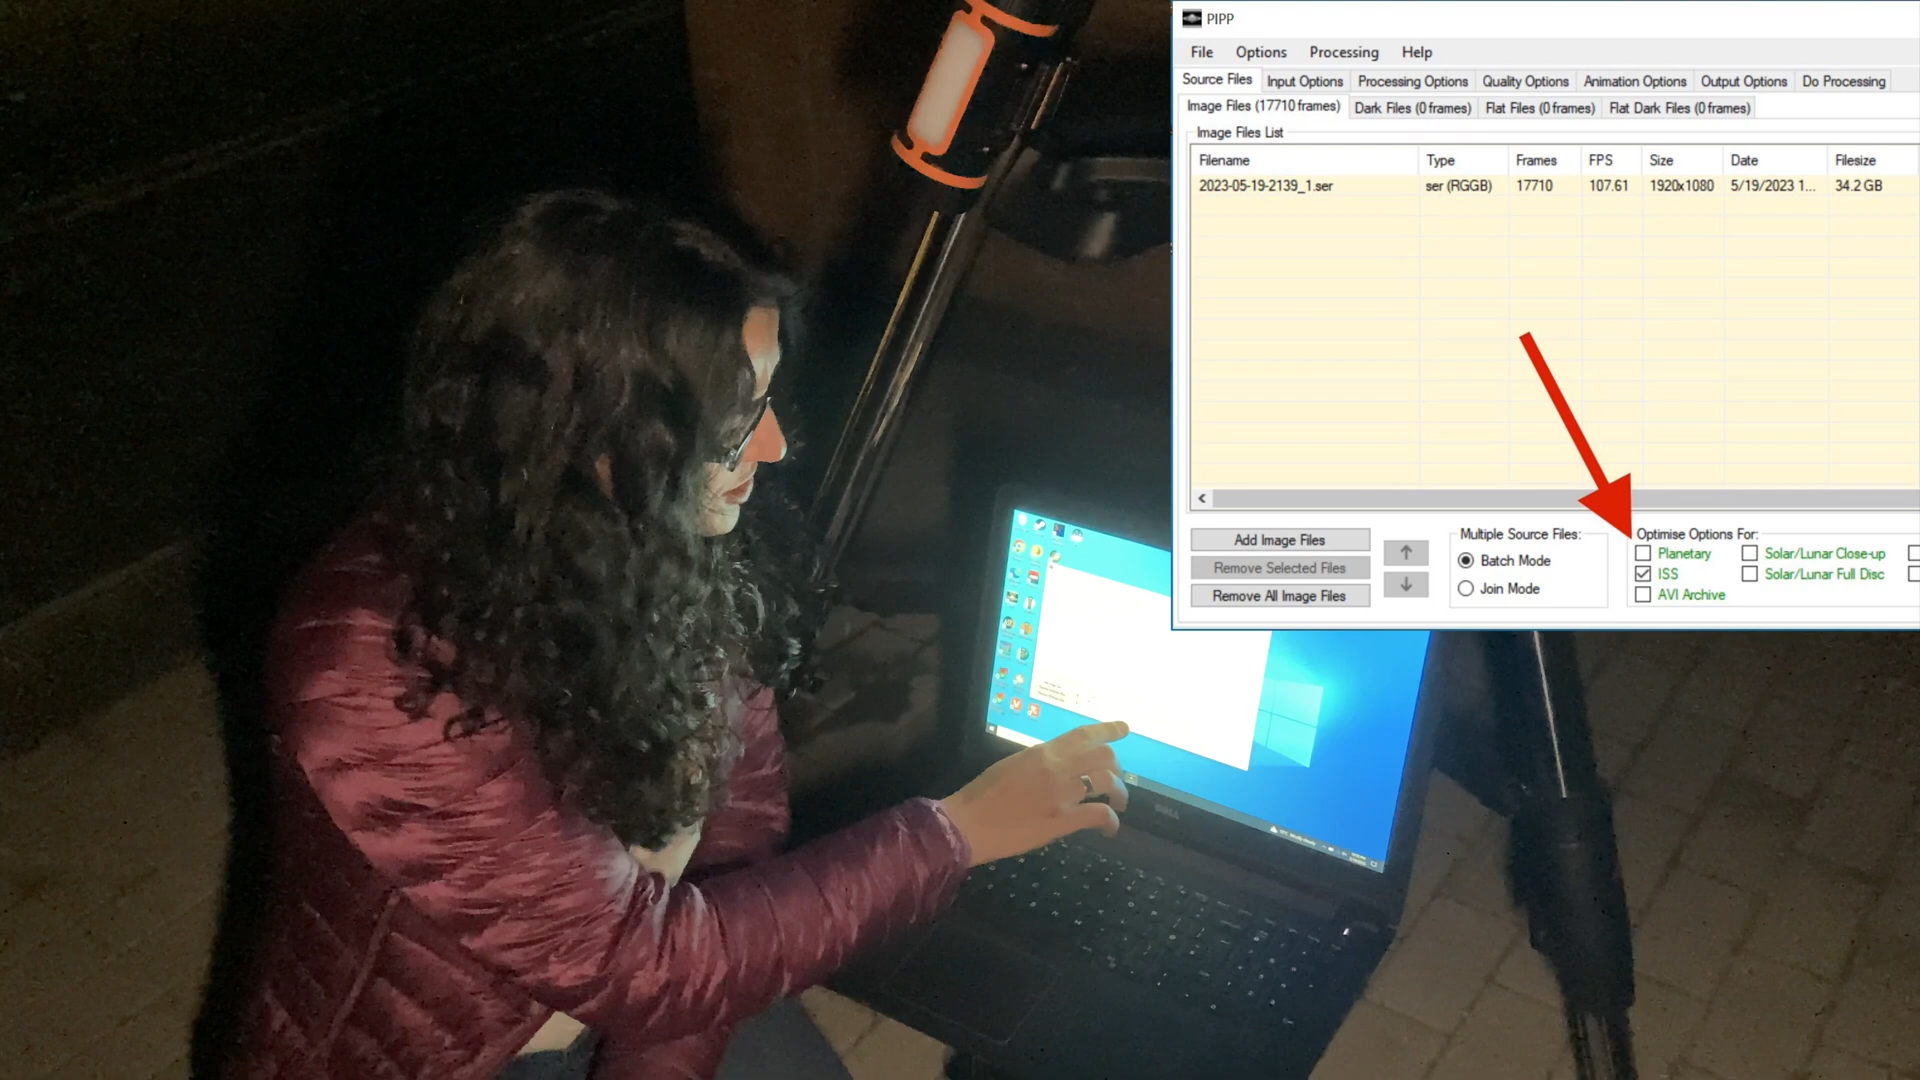 PIPP
File Options Processing Help
Source Files Input Options Processing Options Quality Options Animation Options Output Options Do Processing
Image Files (17710 frames) Dark Files (0 frames) Flat Files (0 frames) Flat Dark Files (0 frames)
Image Files List
Filename Type Frames FPS Size Date Filesize
2023-05-19-2139_1.ser ser (RGGB) 17710 107.61 1920x1080 5/19/2023 1... 34.2 GB
Add Image Files
Remove Selected Files
Remove All Image Files
Multiple Source Files:
Batch Mode
Join Mode
Optimise Options For:
Planetary Solar/Lunar Close-up
ISS Solar/Lunar Full Disc
AVI Archive
DELL